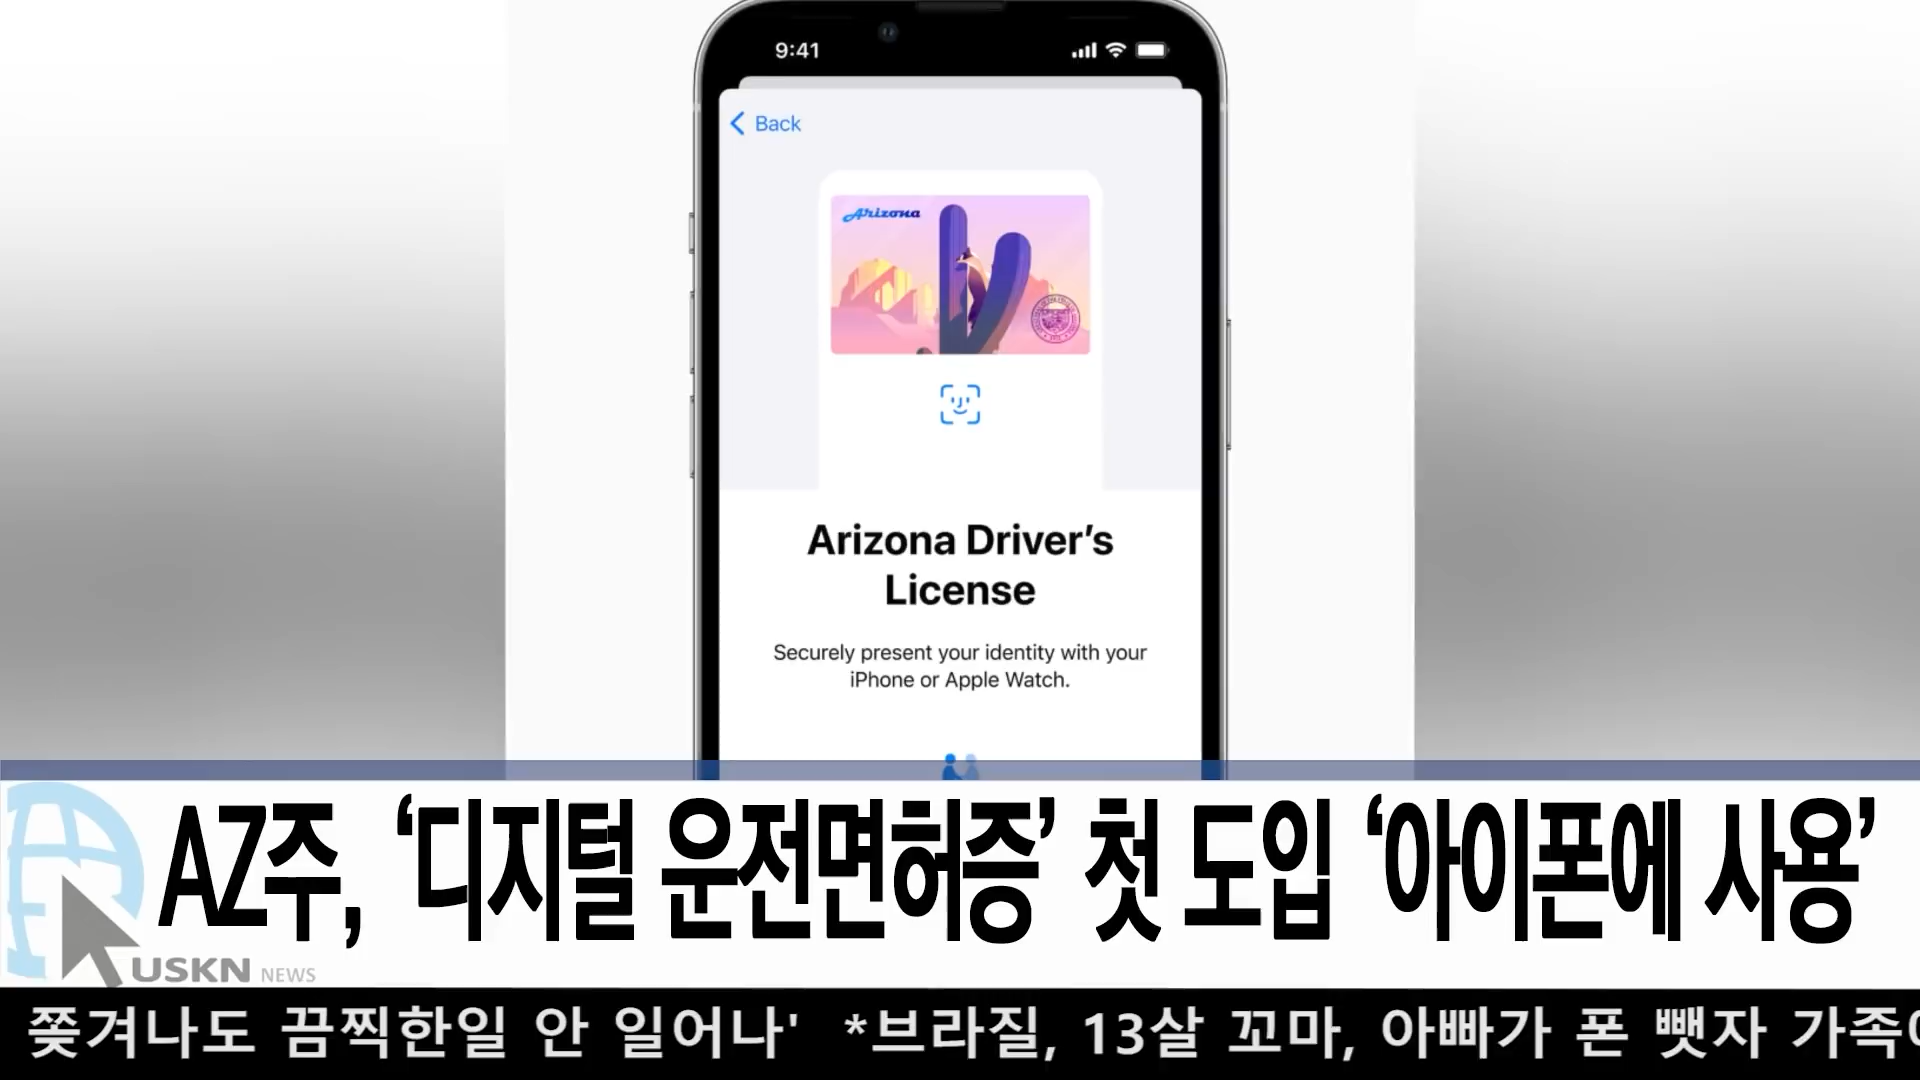 9:41
Back
Arizona
Arizona Driver's
License
Securely present your identity with your
iPhone or Apple Watch.
AZ주, ‘디지털 운전면허증’ 첫 도입 ‘아이폰에 사용’
USKN NEWS
쫓겨나도 끔찍한일 안 일어나' *브라질, 13살 꼬마, 아빠가 폰 뺏자 가족